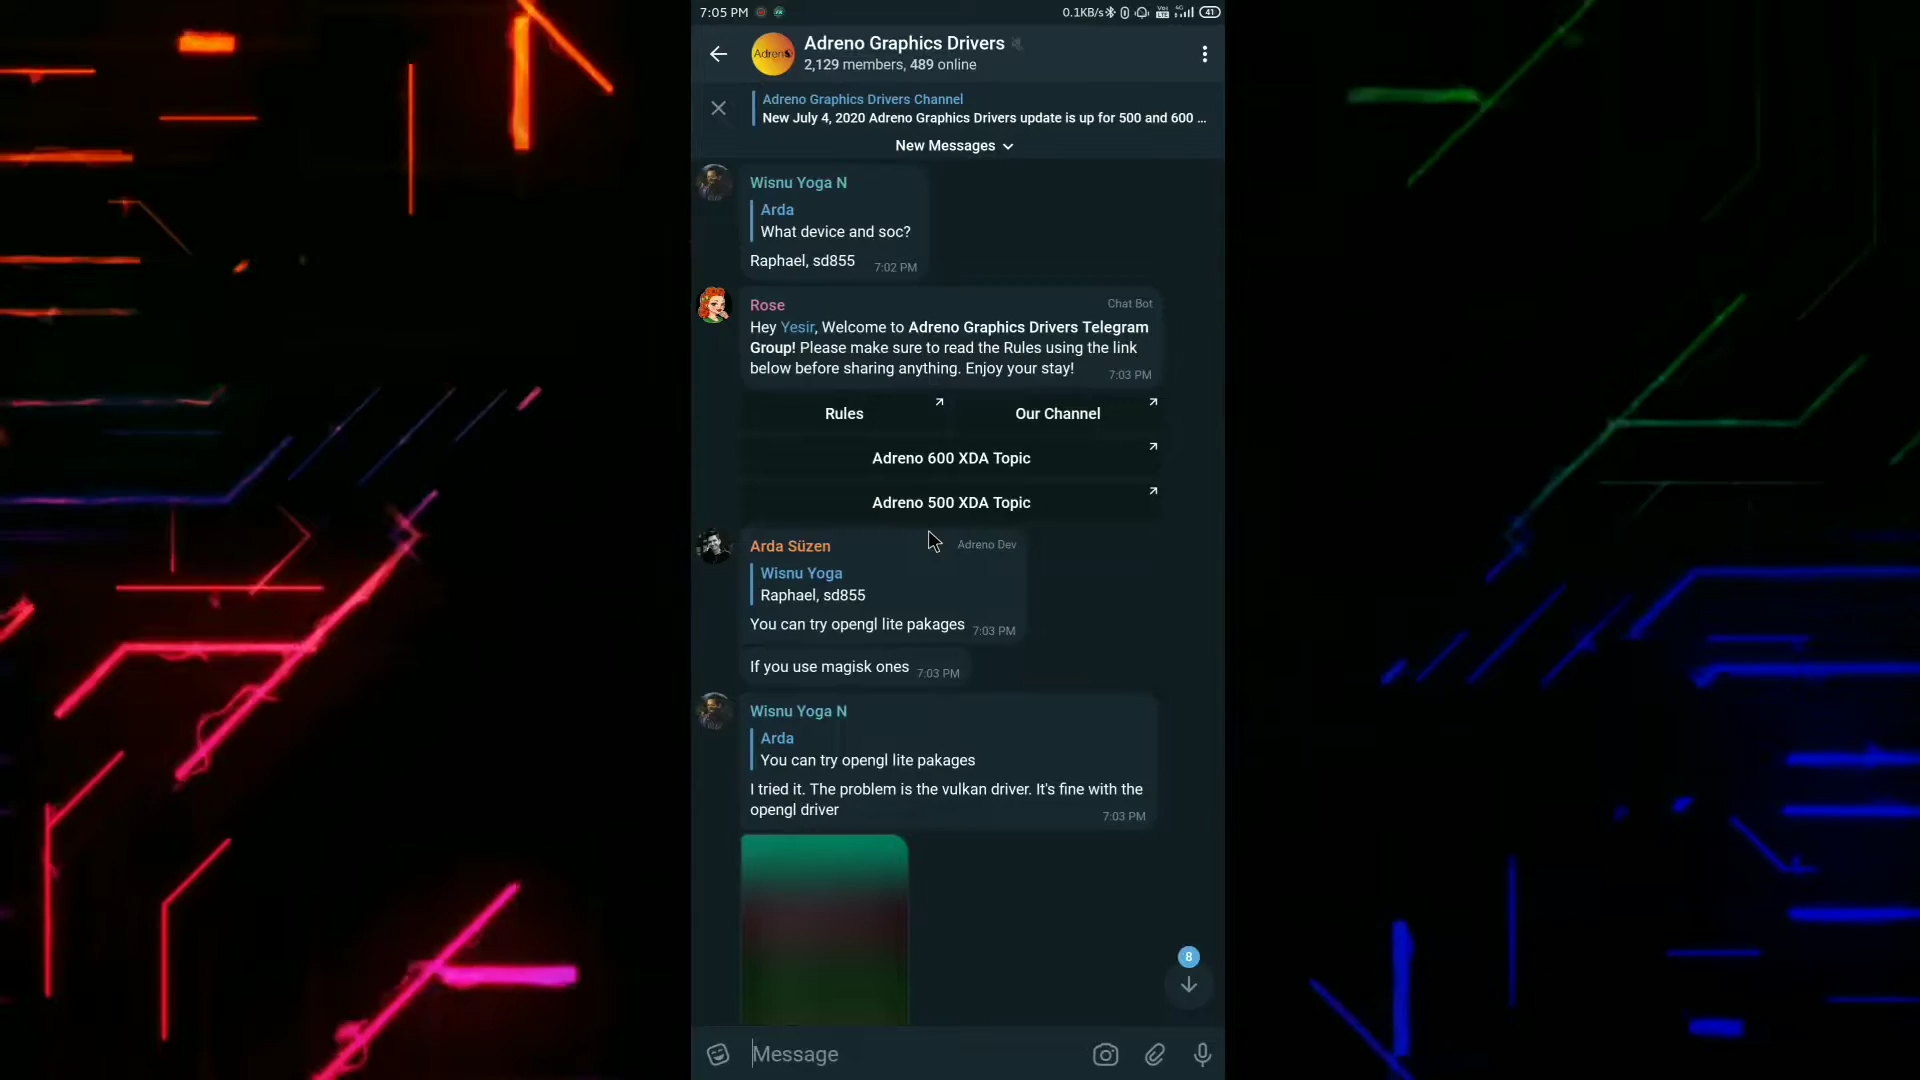 7:05 PM
0.1KB/s
41
Adreno
Adreno Graphics Drivers
2,129 members, 489 online
Adreno Graphics Drivers Channel
New July 4, 2020 Adreno Graphics Drivers update is up for 500 and 600 ...
New Messages
Wisnu Yoga N
Arda
What device and soc?
Raphael, sd855 7:02 PM
Rose Chat Bot
Hey Yesir, Welcome to Adreno Graphics Drivers Telegram
Group! Please make sure to read the Rules using the link
below before sharing anything. Enjoy your stay! 7:03 PM
Rules Our Channel
Adreno 600 XDA Topic
Adreno 500 XDA Topic
Arda Süzen Adreno Dev
Wisnu Yoga
Raphael, sd855
You can try opengl lite pakages 7:03 PM
If you use magisk ones 7:03 PM
Wisnu Yoga N
Arda
You can try opengl lite pakages
I tried it. The problem is the vulkan driver. It's fine with the
opengl driver 7:03 PM
8
Message